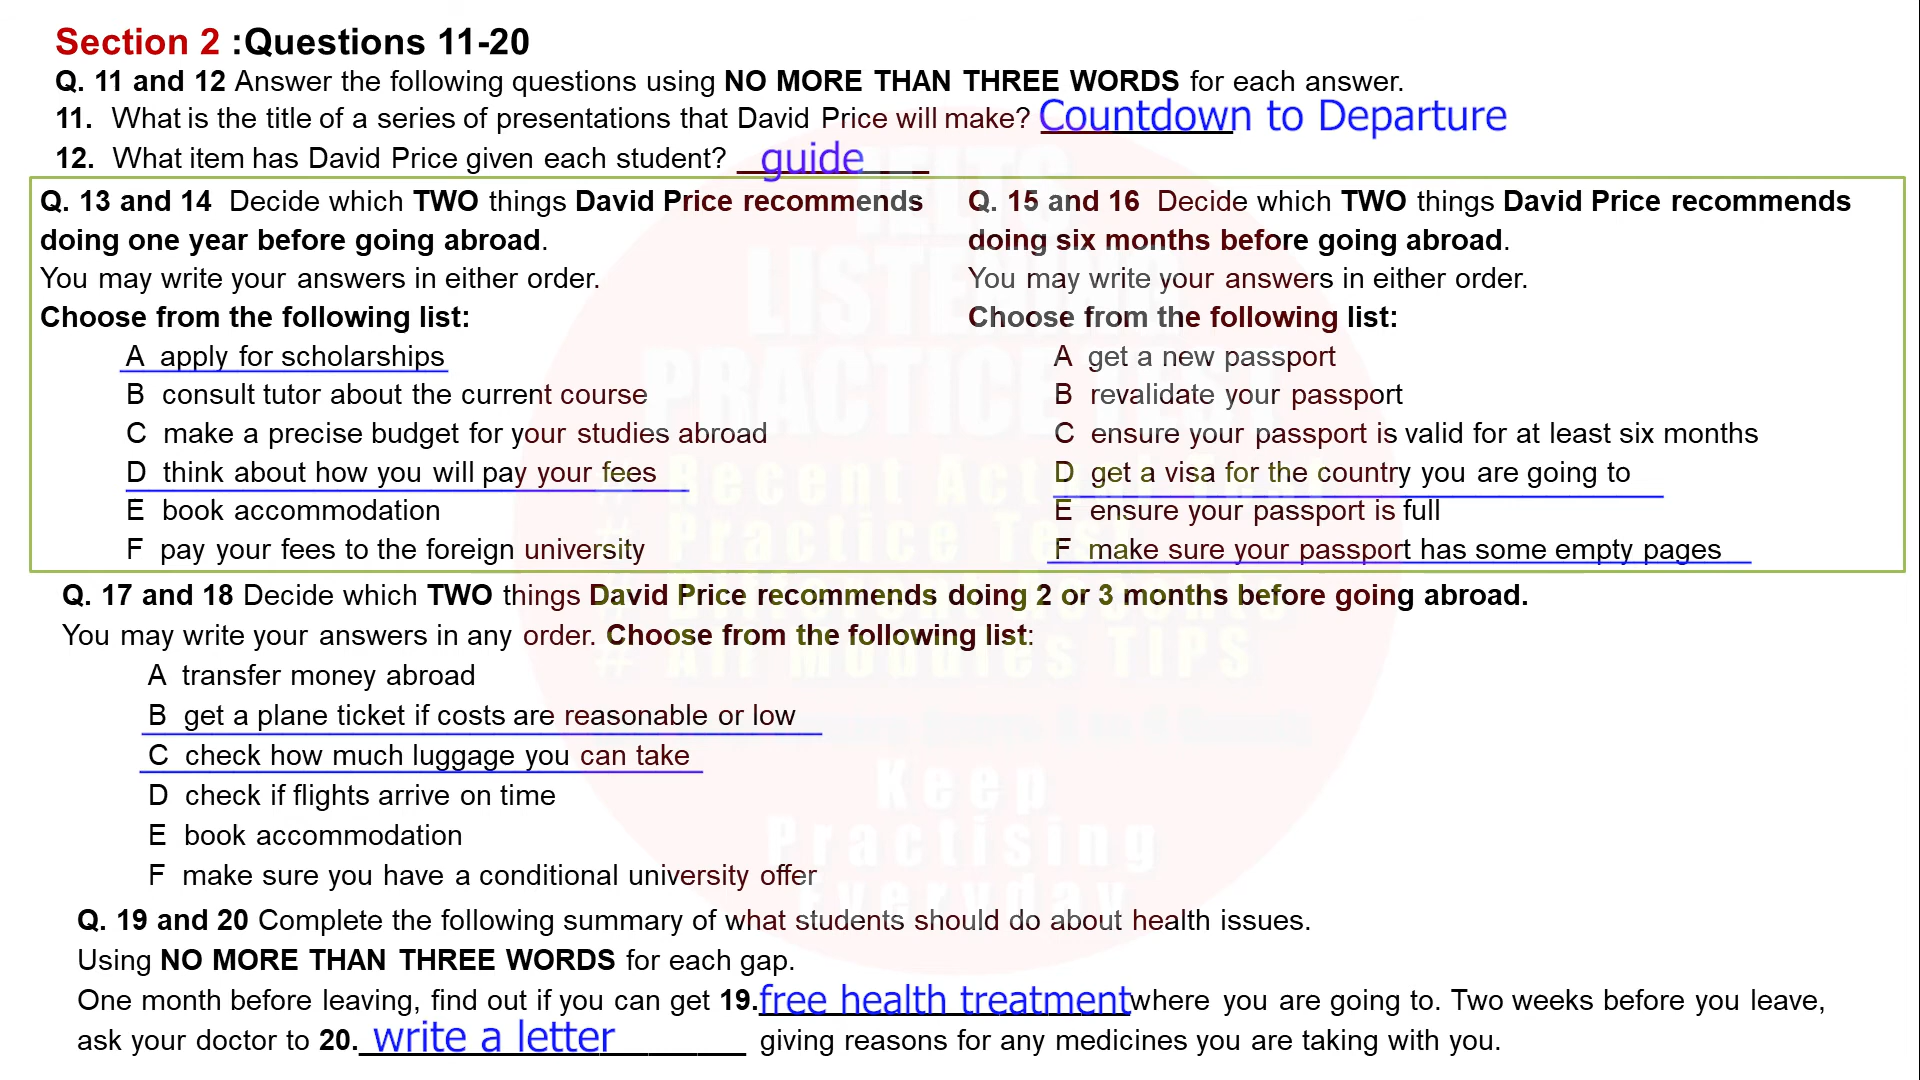 Section 2 :Questions 11-20
Q. 11 and 12 Answer the following questions using NO MORE THAN THREE WORDS for each answer.
11. What is the title of a series of presentations that David Price will make? Countdown to Departure
12. What item has David Price given each student? guide
Q. 13 and 14 Decide which TWO things David Price recommends
doing one year before going abroad.
You may write your answers in either order.
Choose from the following list:
A apply for scholarships
B consult tutor about the current course
C make a precise budget for your studies abroad
D think about how you will pay your fees
E book accommodation
F pay your fees to the foreign university
Q. 15 and 16 Decide which TWO things David Price recommends
doing six months before going abroad.
You may write your answers in either order.
Choose from the following list:
A get a new passport
B revalidate your passport
C ensure your passport is valid for at least six months
D get a visa for the country you are going to
E ensure your passport is full
F make sure your passport has some empty pages
Q. 17 and 18 Decide which TWO things David Price recommends doing 2 or 3 months before going abroad.
You may write your answers in any order. Choose from the following list:
A transfer money abroad
B get a plane ticket if costs are reasonable or low
C check how much luggage you can take
D check if flights arrive on time
E book accommodation
F make sure you have a conditional university offer
Q. 19 and 20 Complete the following summary of what students should do about health issues.
Using NO MORE THAN THREE WORDS for each gap.
One month before leaving, find out if you can get 19. free health treatment where you are going to. Two weeks before you leave,
ask your doctor to 20. write a letter giving reasons for any medicines you are taking with you.
IELTS
LISTENING
PRACTICE TEST
# Recent Actual Test
# Practice Test
# All Modules TIPS
Keep
Practising
Everyday